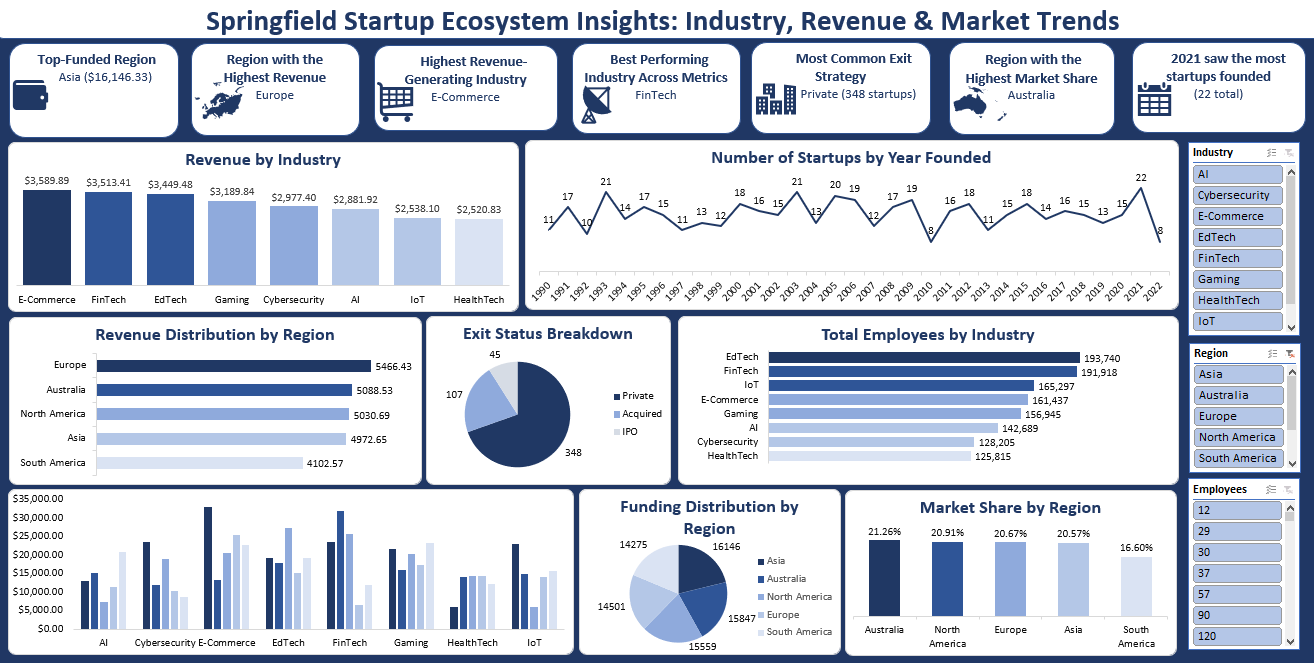 Springfield Startup Ecosystem Insights: Industry, Revenue & Market Trends
Top-Funded Region
Asia ($16,146.33)
Region with the
Highest Revenue
Europe
Highest Revenue-
Generating Industry
E-Commerce
Best Performing
Industry Across Metrics
FinTech
Most Common Exit
Strategy
Private (348 startups)
Region with the
Highest Market Share
Australia
2021 saw the most
startups founded
(22 total)
Revenue by Industry
$3,589.89
$3,513.41
$3,449.48
$3,189.84
$2,977.40
$2,881.92
$2,538.10
$2,520.83
E-Commerce
FinTech
EdTech
Gaming
Cybersecurity
AI
IoT
HealthTech
Number of Startups by Year Founded
11
17
10
21
14
17
15
11
13
12
18
16
15
21
13
20
19
12
17
19
8
16
18
11
15
18
14
16
15
13
15
22
8
1990
1991
1992
1993
1994
1995
1996
1997
1998
1999
2000
2001
2002
2003
2004
2005
2006
2007
2008
2009
2010
2011
2012
2013
2014
2015
2016
2017
2018
2019
2020
2021
2022
Industry
AI
Cybersecurity
E-Commerce
EdTech
FinTech
Gaming
HealthTech
IoT
Revenue Distribution by Region
Europe
5466.43
Australia
5088.53
North America
5030.69
Asia
4972.65
South America
4102.57
Exit Status Breakdown
45
107
348
Private
Acquired
IPO
Total Employees by Industry
EdTech
193,740
FinTech
191,918
IoT
165,297
E-Commerce
161,437
Gaming
156,945
AI
142,689
Cybersecurity
128,205
HealthTech
125,815
Region
Asia
Australia
Europe
North America
South America
$35,000.00
$30,000.00
$25,000.00
$20,000.00
$15,000.00
$10,000.00
$5,000.00
$0.00
AI
Cybersecurity
E-Commerce
EdTech
FinTech
Gaming
HealthTech
IoT
Funding Distribution by
Region
14275
16146
14501
15847
15559
Asia
Australia
North America
Europe
South America
Market Share by Region
21.26%
20.91%
20.67%
20.57%
16.60%
Australia
North
America
Europe
Asia
South
America
Employees
12
29
30
37
57
90
120